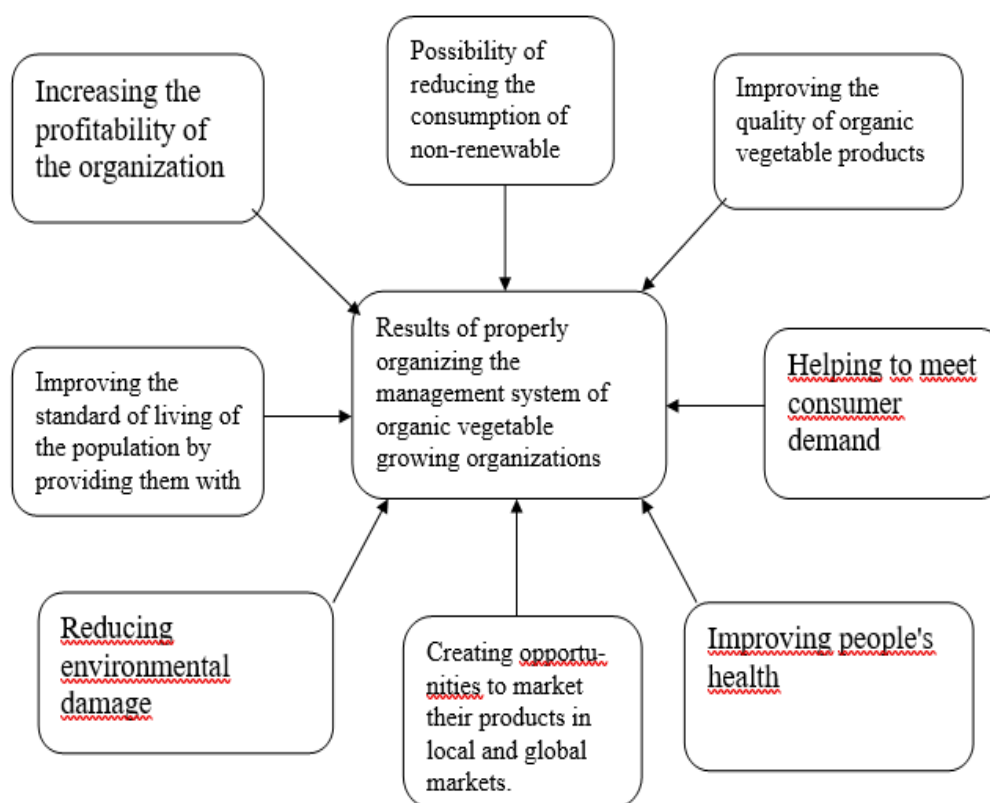 Increasing the
profitability of
the organization
Possibility of
reducing the
consumption of
non-renewable
Improving the
quality of organic
vegetable products
Results of properly
organizing the
management system of
organic vegetable
growing organizations
Improving the
standard of living of
the population by
providing them with
Helping to meet
consumer
demand
Reducing
environmental
damage
Creating opportu-
nities to market
their products in
local and global
markets.
Improving people's
health